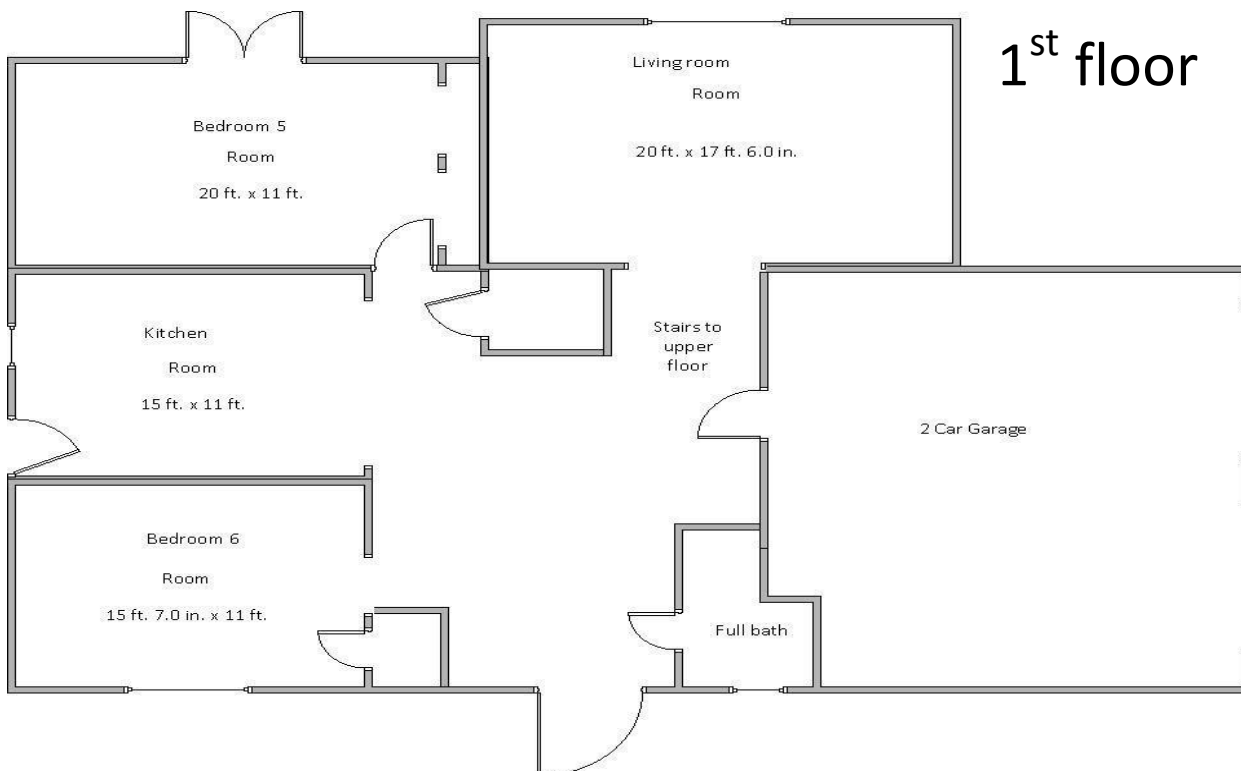 1st floor
Living room
Room
20 ft. x 17 ft. 6.0 in.
Bedroom 5
Room
20 ft. x 11 ft.
Kitchen
Room
15 ft. x 11 ft.
Stairs to
upper
floor
2 Car Garage
Bedroom 6
Room
15 ft. 7.0 in. x 11 ft.
Full bath